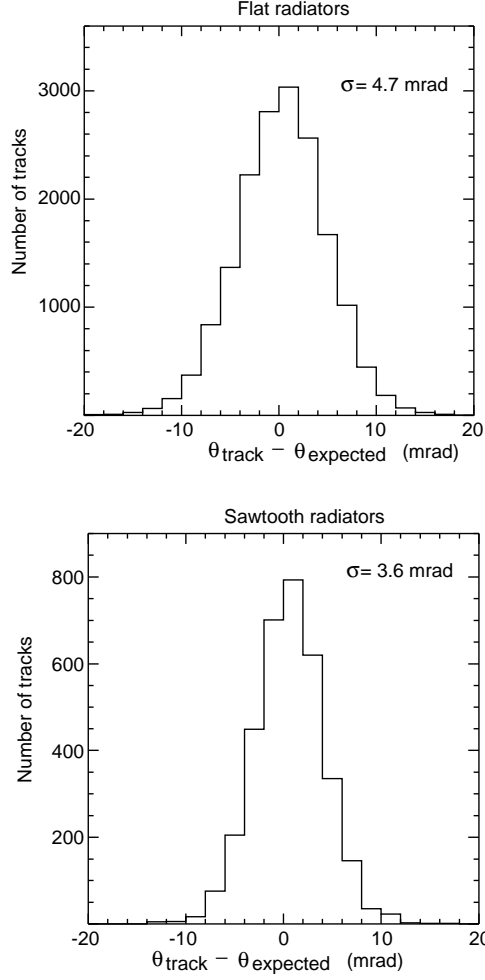 Flat radiators
σ= 4.7 mrad
Number of tracks
3000
2000
1000
-20 -10 0 10 20
θtrack − θexpected (mrad)
Sawtooth radiators
σ= 3.6 mrad
Number of tracks
800
600
400
200
-20 -10 0 10 20
θtrack − θexpected (mrad)